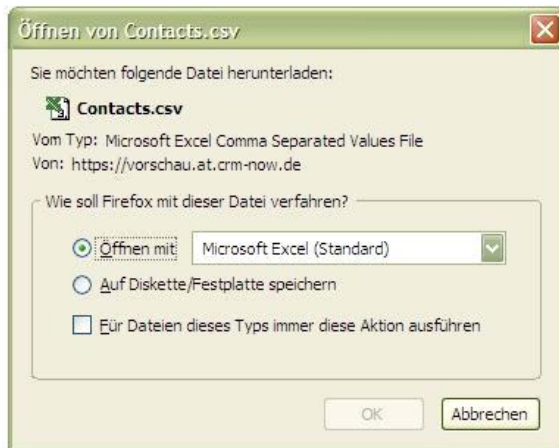 Öffnen von Contacts.csv
Sie möchten folgende Datei herunterladen:
Contacts.csv
Vom Typ: Microsoft Excel Comma Separated Values File
Von: https://vorschau.at.crm-now.de
Wie soll Firefox mit dieser Datei verfahren?
Öffnen mit Microsoft Excel (Standard)
Auf Diskette/Festplatte speichern
Für Dateien dieses Typs immer diese Aktion ausführen
OK Abbrechen